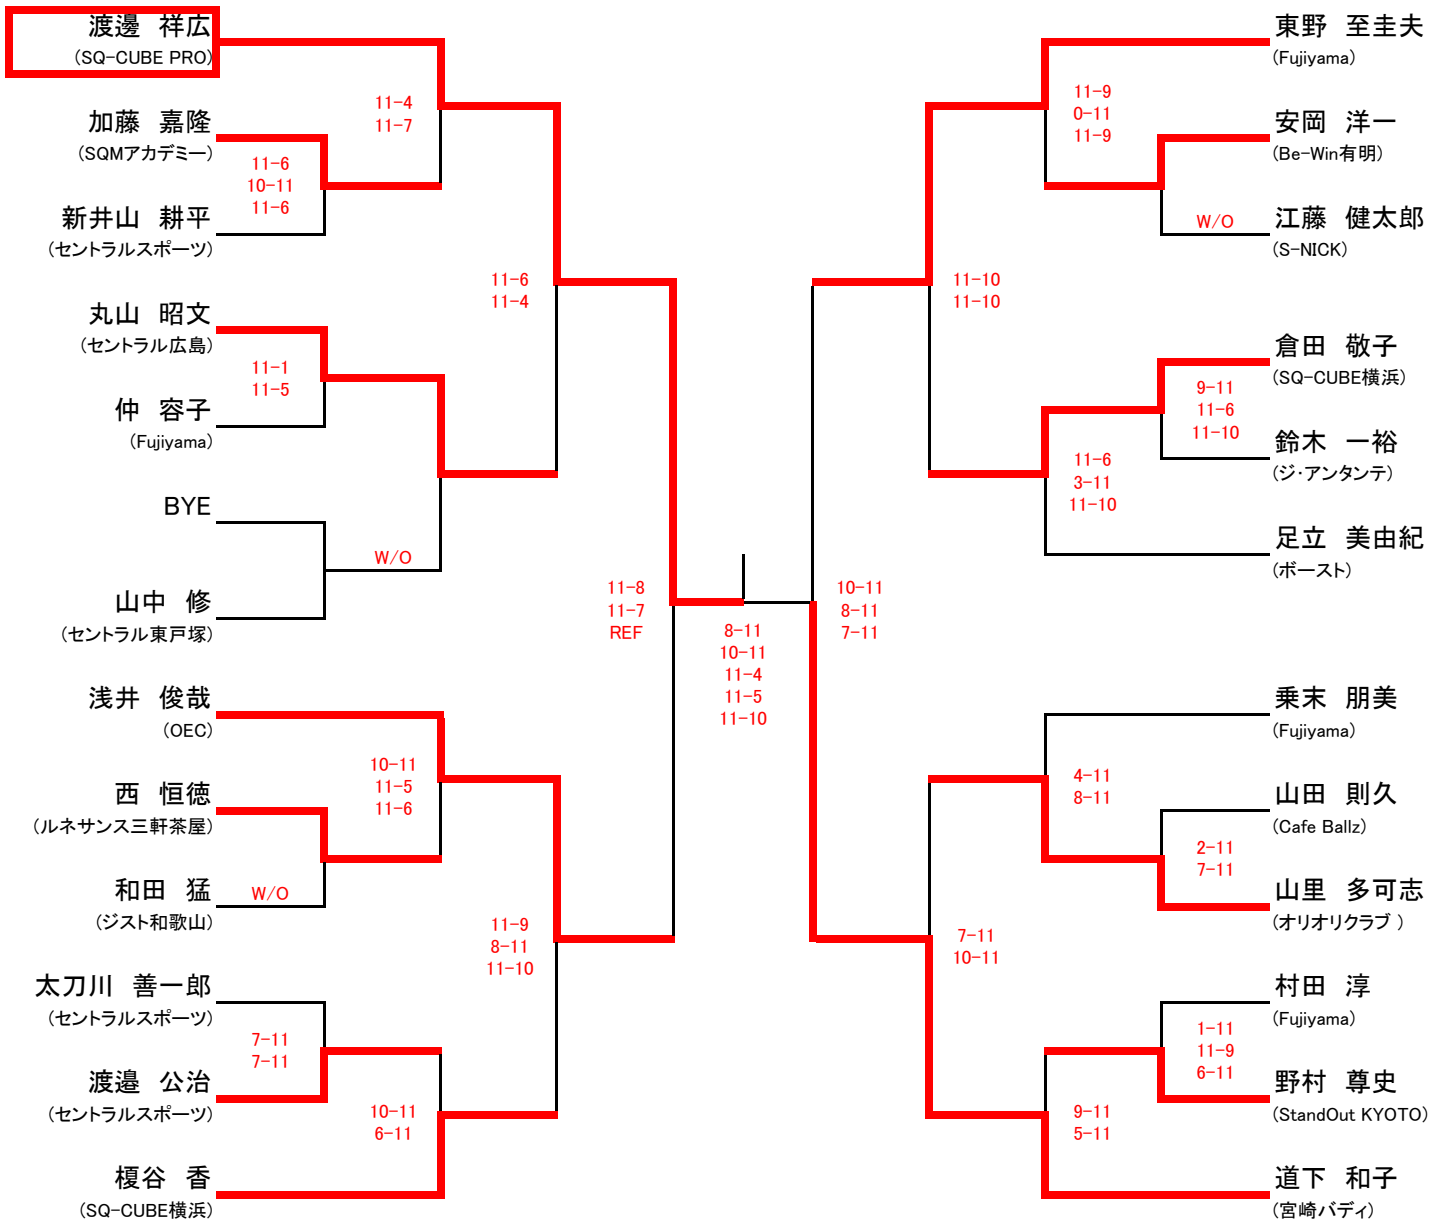 渡邊 祥広
(SQ-CUBE PRO)
11-4
11-7
加藤 嘉隆
(SQMアカデミー)
11-6
10-11
11-6
新井山 耕平
(セントラルスポーツ)
11-6
11-4
丸山 昭文
(セントラル広島)
11-1
11-5
仲 容子
(Fujiyama)
BYE
W/O
山中 修
(セントラル東戸塚)
11-8
11-7
REF
浅井 俊哉
(OEC)
10-11
11-5
11-6
西 恒徳
(ルネサンス三軒茶屋)
和田 猛
W/O
(ジスト和歌山)
11-9
8-11
11-10
太刀川 善一郎
(セントラルスポーツ)
7-11
7-11
渡邉 公治
(セントラルスポーツ)
10-11
6-11
榎谷 香
(SQ-CUBE横浜)
8-11
10-11
11-4
11-5
11-10
東野 至圭夫
(Fujiyama)
11-9
0-11
11-9
安岡 洋一
(Be-Win有明)
W/O
江藤 健太郎
(S-NICK)
11-10
11-10
倉田 敬子
(SQ-CUBE横浜)
9-11
11-6
11-10
鈴木 一裕
(ジ・アンタンテ)
11-6
3-11
11-10
足立 美由紀
(ボースト)
10-11
8-11
7-11
乗末 朋美
(Fujiyama)
4-11
8-11
山田 則久
(Cafe Ballz)
2-11
7-11
山里 多可志
(オリオリクラブ )
7-11
10-11
村田 淳
(Fujiyama)
1-11
11-9
6-11
野村 尊史
(StandOut KYOTO)
9-11
5-11
道下 和子
(宮崎バディ)